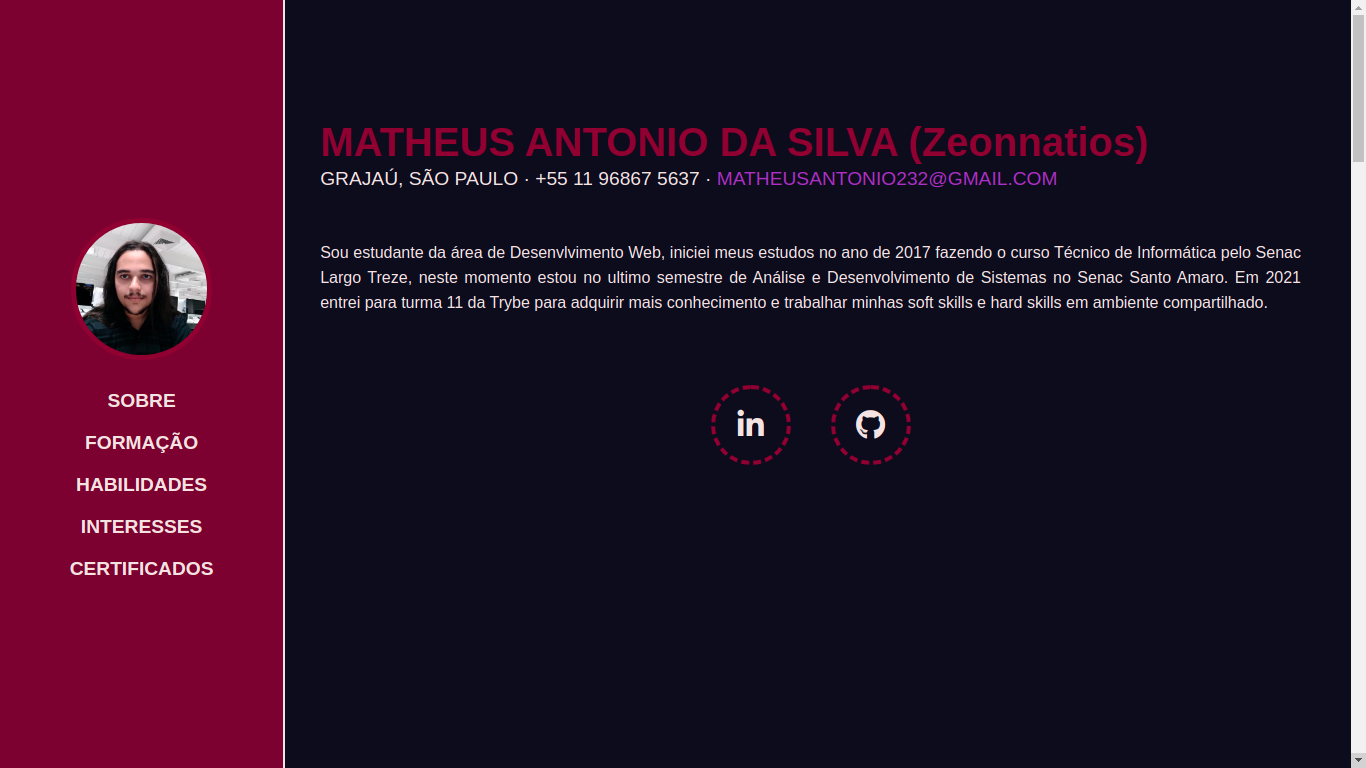 MATHEUS ANTONIO DA SILVA (Zeonnatios)
GRAJAÚ, SÃO PAULO · +55 11 96867 5637 · MATHEUSANTONIO232@GMAIL.COM
Sou estudante da área de Desenvlvimento Web, iniciei meus estudos no ano de 2017 fazendo o curso Técnico de Informática pelo Senac
Largo Treze, neste momento estou no ultimo semestre de Análise e Desenvolvimento de Sistemas no Senac Santo Amaro. Em 2021
entrei para turma 11 da Trybe para adquirir mais conhecimento e trabalhar minhas soft skills e hard skills em ambiente compartilhado.
in
SOBRE
FORMAÇÃO
HABILIDADES
INTERESSES
CERTIFICADOS